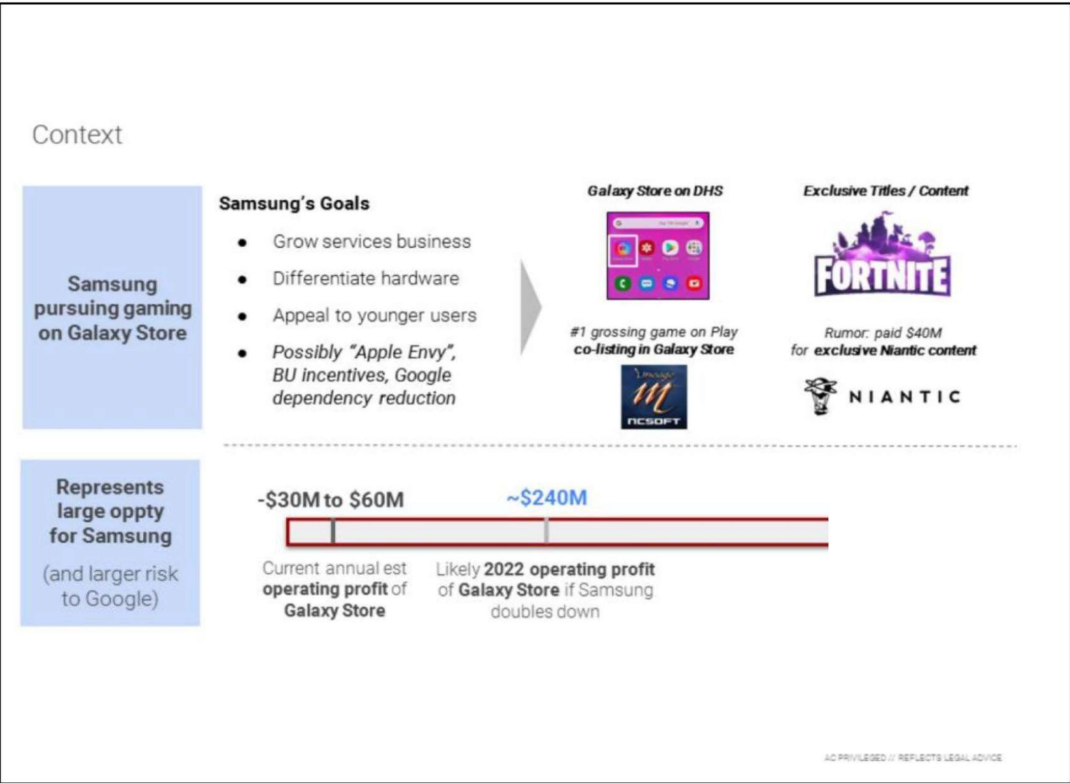 Context
Samsung
pursuing gaming
on Galaxy Store
Samsung's Goals
● Grow services business
● Differentiate hardware
● Appeal to younger users
● Possibly “Apple Envy”,
BU incentives, Google
dependency reduction
Galaxy Store on DHS
#1 grossing game on Play
co-listing in Galaxy Store
Lineage
M
NCSOFT
Exclusive Titles / Content
FORTNITE
Rumor: paid $40M
for exclusive Niantic content
NIANTIC
Represents
large oppty
for Samsung
(and larger risk
to Google)
-$30M to $60M
Current annual est
operating profit of
Galaxy Store
~$240M
Likely 2022 operating profit
of Galaxy Store if Samsung
doubles down
AC PRIVILEGED // REFLECTS LEGAL ADVICE